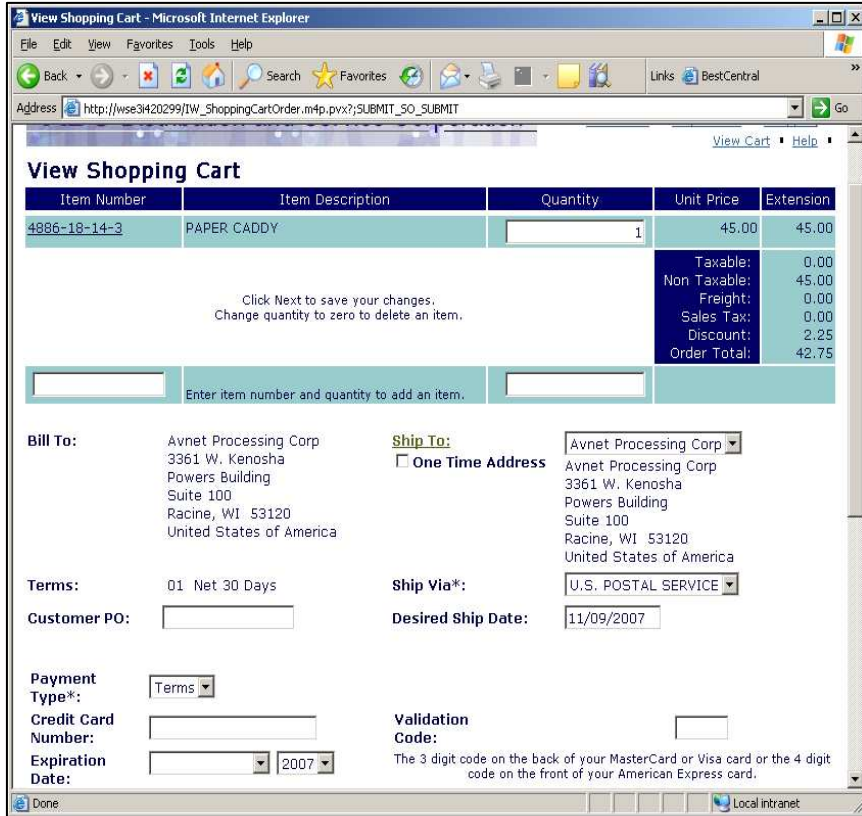 View Shopping Cart - Microsoft Internet Explorer
File Edit View Favorites Tools Help
Back Search Favorites Links BestCentral
Address http://wse3i420299/IW_ShoppingCartOrder.m4p.pvx?;SUBMIT_SO_SUBMIT Go
View Cart Help
View Shopping Cart
Item Number Item Description Quantity Unit Price Extension
4886-18-14-3 PAPER CADDY 1 45.00 45.00
Taxable: 0.00
Non Taxable: 45.00
Click Next to save your changes. Freight: 0.00
Change quantity to zero to delete an item. Sales Tax: 0.00
Discount: 2.25
Order Total: 42.75
Enter item number and quantity to add an item.
Bill To: Avnet Processing Corp Ship To: Avnet Processing Corp
3361 W. Kenosha One Time Address Avnet Processing Corp
Powers Building 3361 W. Kenosha
Suite 100 Powers Building
Racine, WI 53120 Suite 100
United States of America Racine, WI 53120
United States of America
Terms: 01 Net 30 Days Ship Via*: U.S. POSTAL SERVICE
Customer PO: Desired Ship Date: 11/09/2007
Payment
Type*: Terms
Credit Card Validation
Number: Code:
Expiration 2007 The 3 digit code on the back of your MasterCard or Visa card or the 4 digit
Date: code on the front of your American Express card.
Done Local intranet